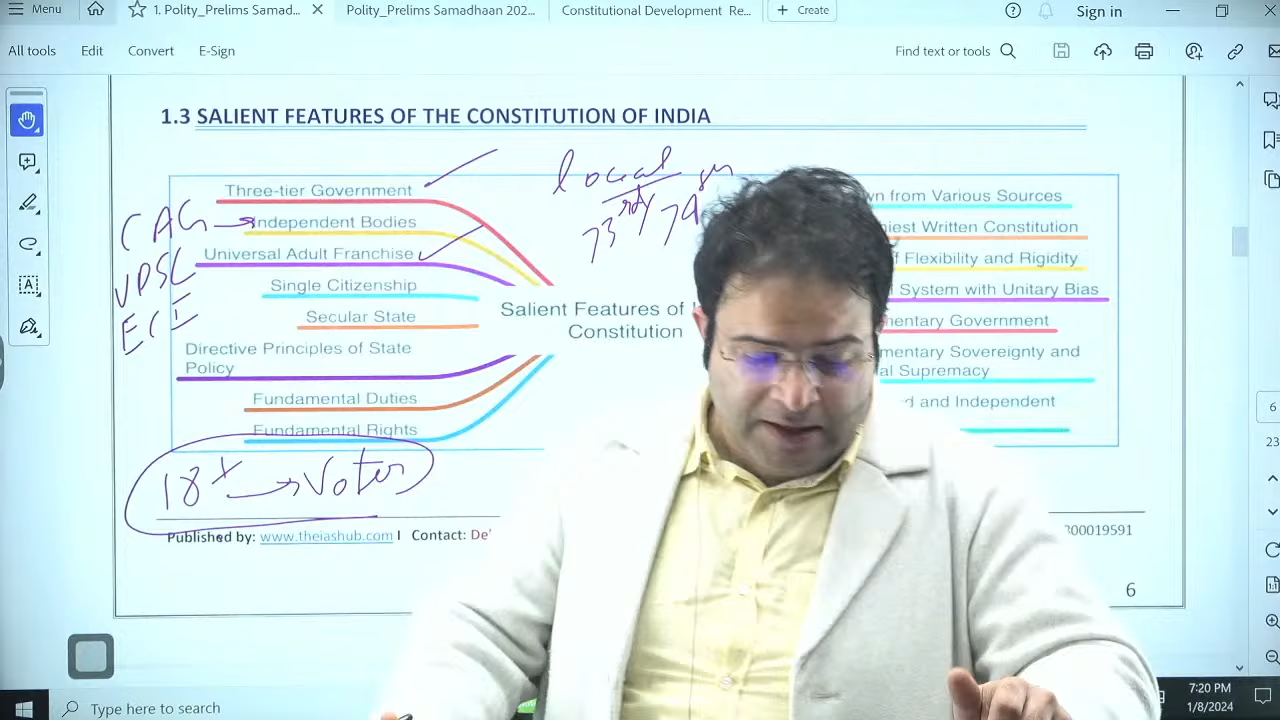 Menu
1. Polity_Prelims Samad...
Polity_Prelims Samadhaan 202...
Constitutional Development Re...
+ Create
Sign in
All tools
Edit
Convert
E-Sign
Find text or tools
1.3 SALIENT FEATURES OF THE CONSTITUTION OF INDIA
Three-tier Government
Independent Bodies
Universal Adult Franchise
Single Citizenship
Secular State
Directive Principles of State
Policy
Fundamental Duties
Fundamental Rights
CAG
UPSC
ECI
local
73rd/74
18+ → Voter
Salient Features of
Constitution
from Various Sources
Written Constitution
Flexibility and Rigidity
System with Unitary Bias
Government
Sovereignty and
Supremacy
and Independent
Published by: www.theiashub.com I Contact: De
300019591
6
6
23
Type here to search
7:20 PM
1/8/2024